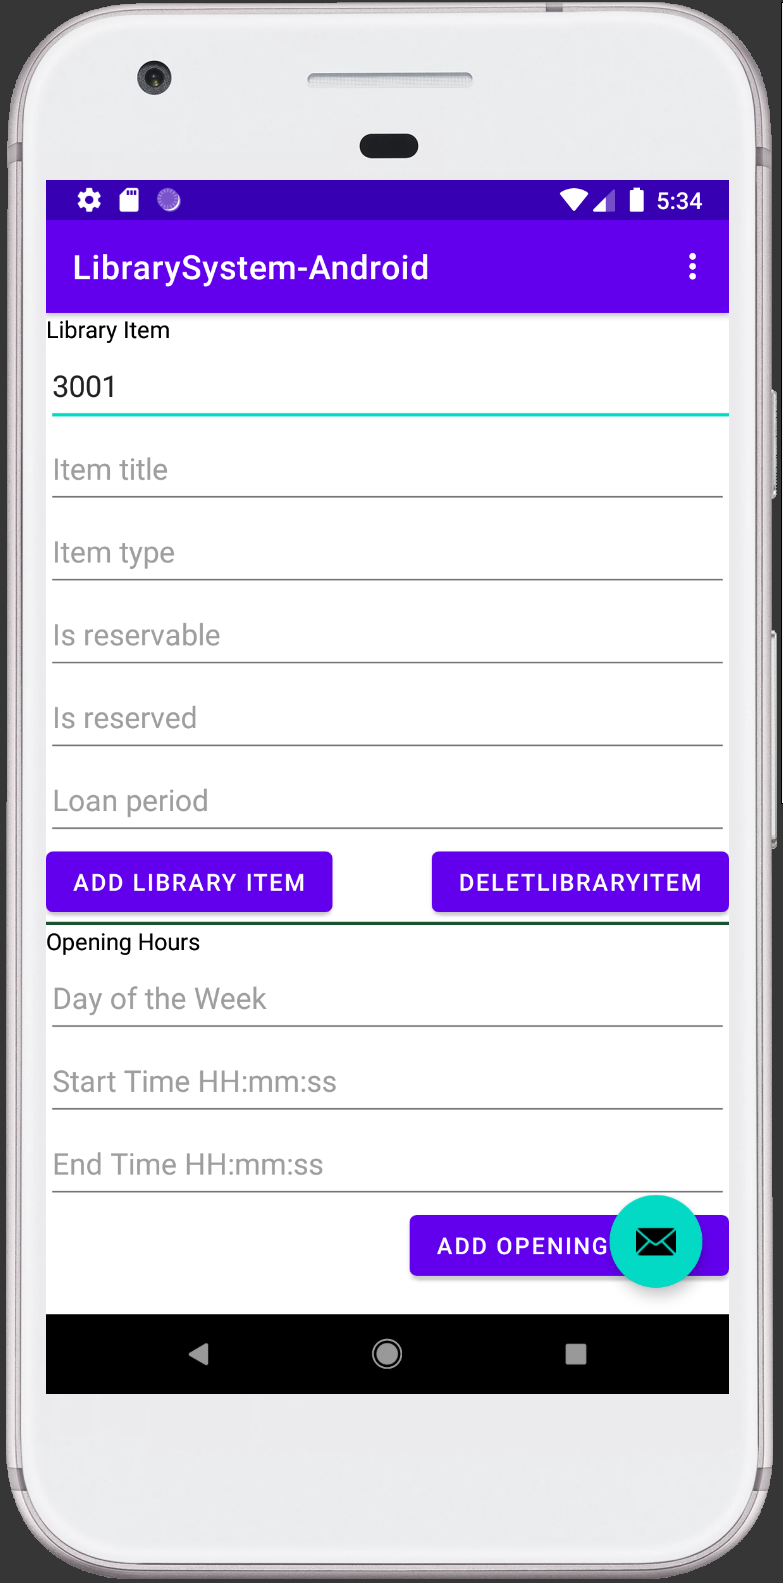 5:34
LibrarySystem-Android
Library Item
3001
Item title
Item type
Is reservable
Is reserved
Loan period
ADD LIBRARY ITEM DELETLIBRARYITEM
Opening Hours
Day of the Week
Start Time HH:mm:ss
End Time HH:mm:ss
ADD OPENING